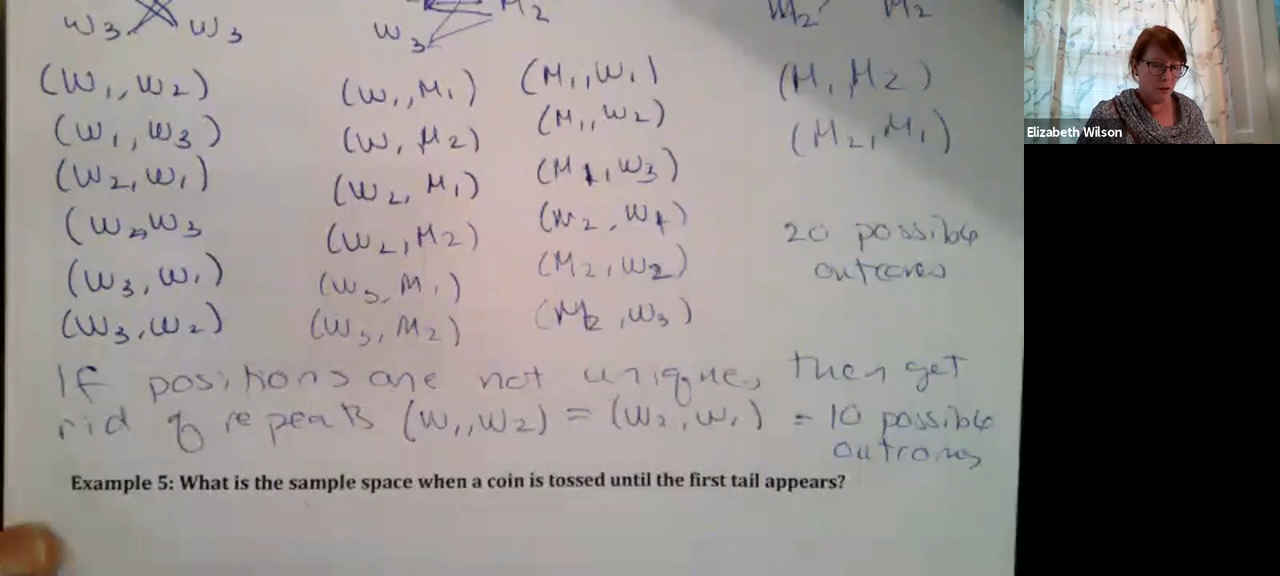 W3 W3 W3 M2 M2 M2
(W1, W2) (W1, M1) (M1, W1) (M1 M2)
(W1, W3) (W, M2) (M1, W2) (M2, M1)
(W2, W1) (W2, M1) (M1, W3)
(W2 W3 (W2, M2) (M2, W1) 20 possible
(W3, W1) (W3, M1) (M2, W2) outcomes
(W3, W2) (W3, M2) (M2, W3)
If positions are not unique, then get
rid of repeats (W1, W2) = (W2, W1) = 10 possible
outcomes
Example 5: What is the sample space when a coin is tossed until the first tail appears?
Elizabeth Wilson